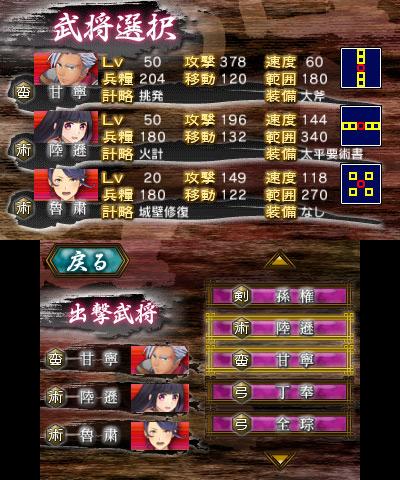 武将選択
Lv 50 攻撃 378 速度 60
兵糧 204 移動 120 範囲 180
蛮 甘寧 計略 挑発 装備 大斧
Lv 50 攻撃 196 速度 144
兵糧 180 移動 132 範囲 340
術 陸遜 計略 火計 装備 太平要術書
Lv 20 攻撃 149 速度 118
兵糧 180 移動 122 範囲 270
術 魯粛 計略 城壁修復 装備 なし
戻る
出撃武将
蛮 甘寧
術 陸遜
術 魯粛
剣 孫権
術 陸遜
蛮 甘寧
弓 丁奉
弓 全琮